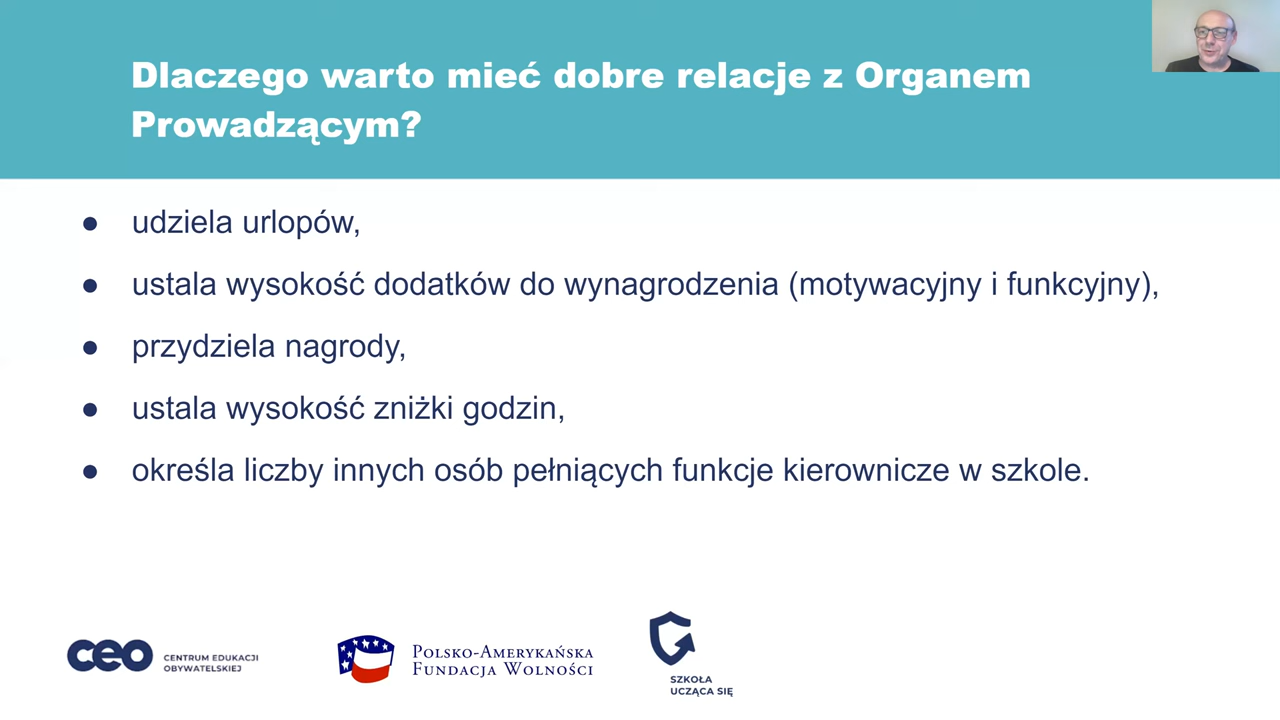 Dlaczego warto mieć dobre relacje z Organem
Prowadzącym?
● udziela urlopów,
● ustala wysokość dodatków do wynagrodzenia (motywacyjny i funkcyjny),
● przydziela nagrody,
● ustala wysokość zniżki godzin,
● określa liczby innych osób pełniących funkcje kierownicze w szkole.
ceo
CENTRUM EDUKACJI
OBYWATELSKIEJ
POLSKO-AMERYKAŃSKA
FUNDACJA WOLNOŚCI
SZKOŁA
UCZĄCA SIĘ